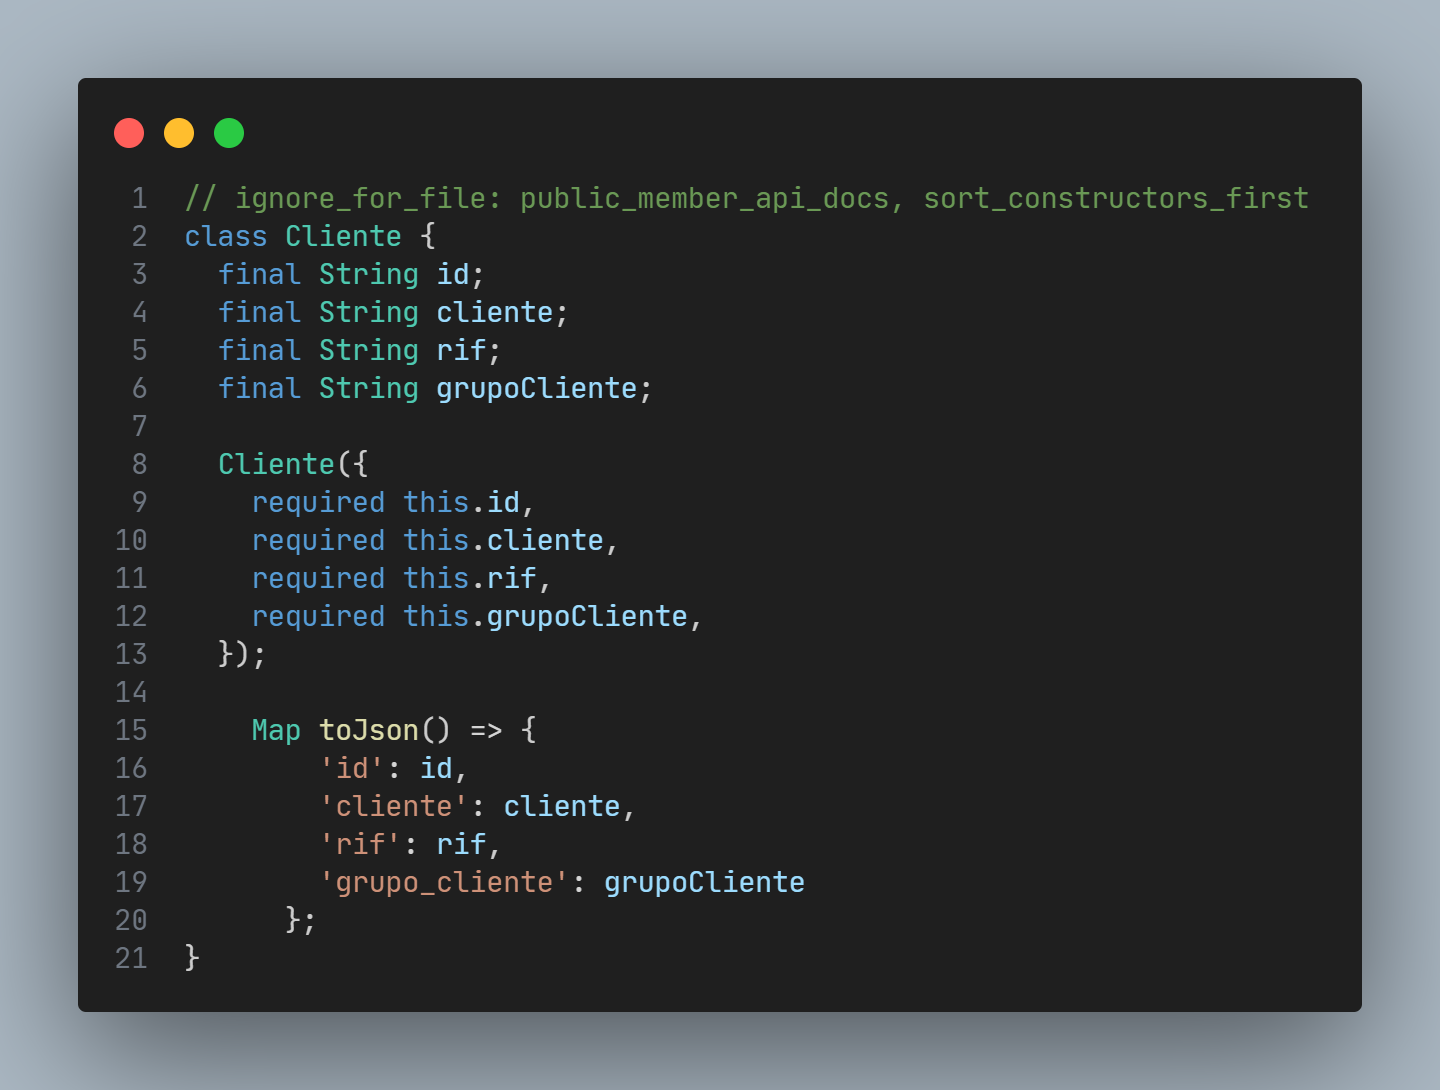 1 // ignore_for_file: public_member_api_docs, sort_constructors_first
2 class Cliente {
3   final String id;
4   final String cliente;
5   final String rif;
6   final String grupoCliente;
7
8   Cliente({
9     required this.id,
10     required this.cliente,
11     required this.rif,
12     required this.grupoCliente,
13   });
14
15     Map toJson() => {
16         'id': id,
17         'cliente': cliente,
18         'rif': rif,
19         'grupo_cliente': grupoCliente
20       };
21 }